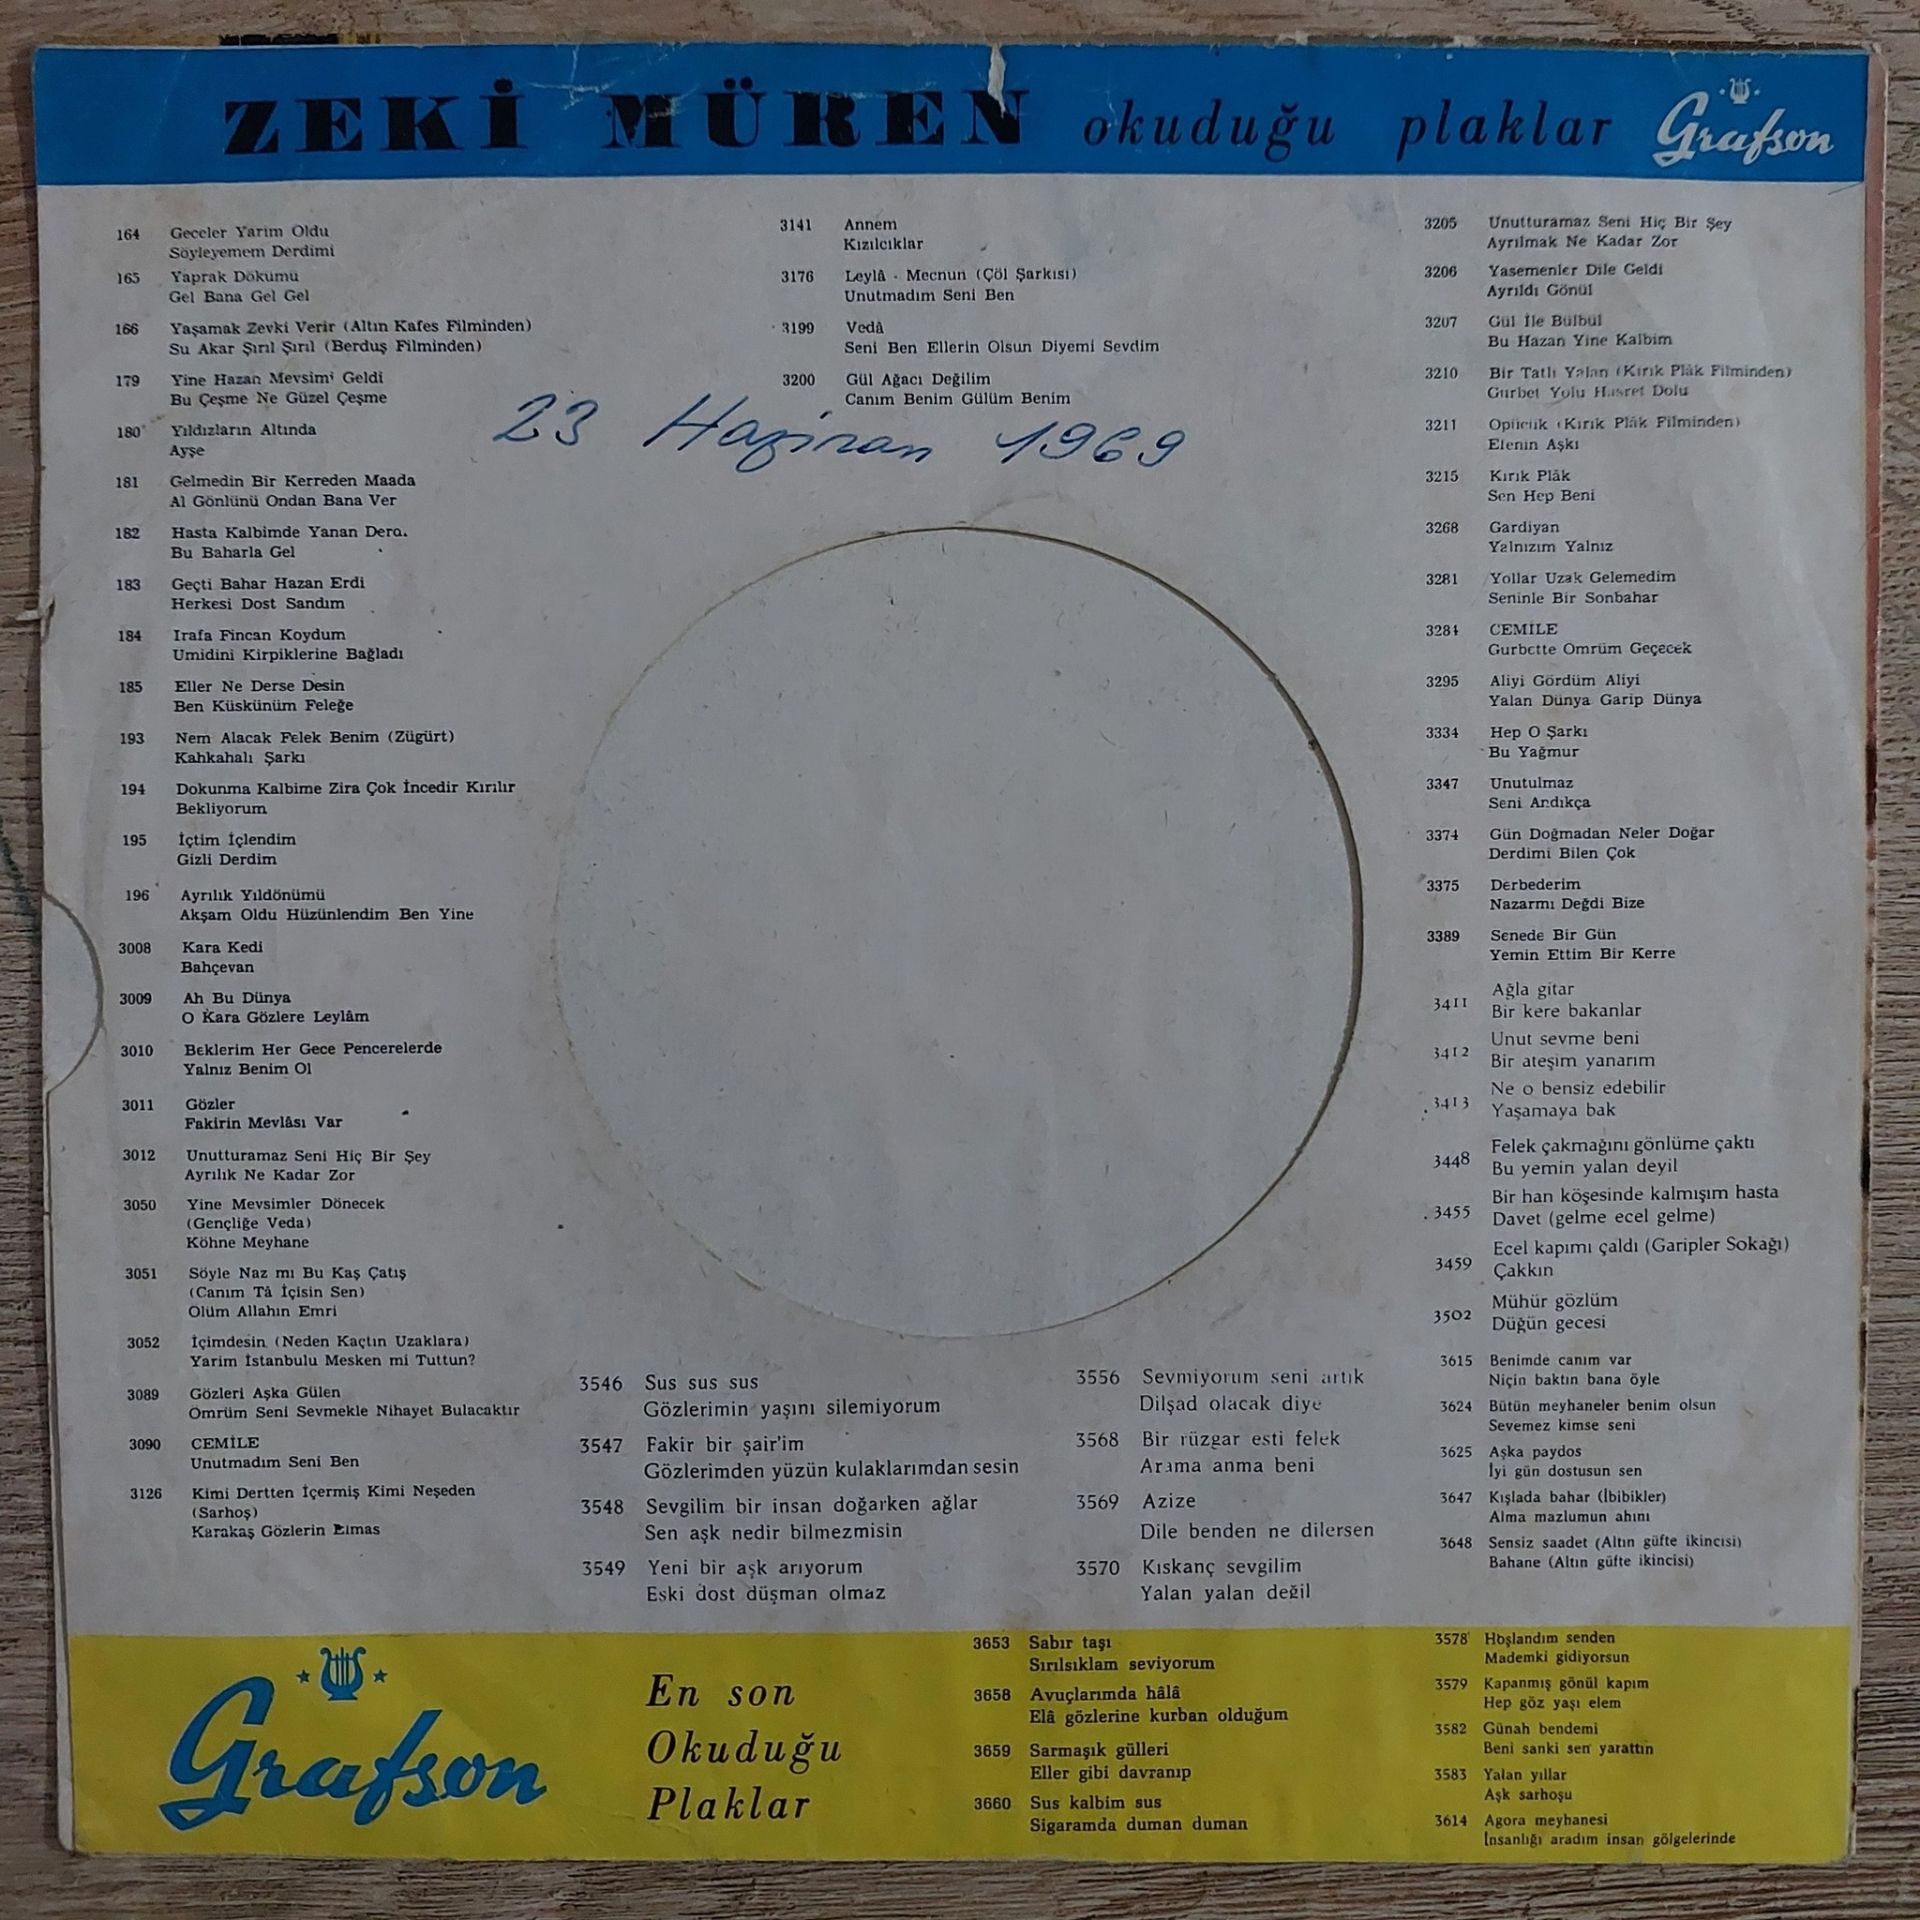 ZEKİ MÜREN okuduğu plaklar Grafson
164 Geceler Yarim Oldu
Söyleyemem Derdimi
165 Yaprak Dökümü
Gel Bana Gel Gel
166 Yaşamak Zevki Verir (Altın Kafes Filminden)
Su Akar Şırıl Şırıl (Berduş Filminden)
179 Yine Hazan Mevsimi Geldi
Bu Çeşme Ne Güzel Çeşme
180 Yıldızların Altında
Ayşe
181 Gelmedin Bir Kerreden Maada
Al Gönlünü Ondan Bana Ver
182 Hasta Kalbimde Yanan
Bu Baharla Gel
183 Geçti Bahar Hazan Erdi
Herkesi Dost Sandım
184 Irafa Fincan Koydum
Umidini Kirpiklerine Bağladı
185 Eller Ne Derse Desin
Ben Küskünüm Feleğe
193 Nem Alacak Felek Benim (Zügürt)
Kahkahalı Şarkı
194 Dokunma Kalbime Zira Çok İncedir Kırılır
Bekliyorum
195 İçtim İçlendim
Gizli Derdim
196 Ayrılık Yıldönümü
Akşam Oldu Hüzünlendim Ben Yine
3008 Kara Kedi
Bahçevan
3009 Ah Bu Dünya
O Kara Gözlere Leylâm
3010 Beklerim Her Gece Pencerelerde
Yalnız Benim Ol
3011 Gözler
Fakirin Mevlâsı Var
3012 Unutturamaz Seni Hiç Bir Şey
Ayrılık Ne Kadar Zor
3050 Yine Mevsimler Dönecek
(Gençliğe Veda)
Köhne Meyhane
3051 Söyle Naz mı Bu Kaş Çatış
(Canım Tâ İçisin Sen)
Ölüm Allahın Emri
3052 İçimdesin (Neden Kaçtın Uzaklara)
Yarim İstanbulu Mesken mi Tuttun?
3089 Gözleri Aşka Gülen
Ömrüm Seni Sevmekle Nihayet Bulacaktır
3090 CEMİLE
Unutmadım Seni Ben
3126 Kimi Dertten İçermiş Kimi Neşeden
(Sarhoş)
Karakaş Gözlerin Elmas
3141 Annem
Kızılcıklar
3176 Leylâ - Mecnun (Çöl Şarkısı)
Unutmadım Seni Ben
3199 Vedâ
Seni Ben Ellerin Olsun Diyemi Sevdim
3200 Gül Ağacı Değilim
Canım Benim Gülüm Benim
23 Haziran 1969
3546 Sus sus sus
Gözlerimin yaşını silemiyorum
3547 Fakir bir şair'im
Gözlerimden yüzün kulaklarımdan sesin
3548 Sevgilim bir insan doğarken ağlar
Sen aşk nedir bilmezmisin
3549 Yeni bir aşk arıyorum
Eski dost düşman olmaz
3556 Sevmiyorum seni artık
Dilşad olacak diye
3568 Bir rüzgar esti felek
Arama anma beni
3569 Azize
Dile benden ne dilersen
3570 Kıskanç sevgilim
Yalan yalan değil
3205 Unutturamaz Seni Hiç Bir Şey
Ayrılmak Ne Kadar Zor
3206 Yasemenler Dile Geldi
Ayrıldı Gönül
3207 Gül İle Bülbül
Bu Hazan Yine Kalbim
3210 Bir Tatlı Yalan (Kırık Plâk Filminden)
Gurbet Yolu Hasret Dolu
3211 Öpücük (Kırık Plâk Filminden)
Efenin Aşkı
3215 Kırık Plâk
Sen Hep Beni
3268 Gardiyan
Yalnızım Yalnız
3281 Yollar Uzak Gelemedim
Seninle Bir Sonbahar
3284 CEMİLE
Gurbette Ömrüm Geçecek
3295 Aliyi Gördüm Aliyi
Yalan Dünya Garip Dünya
3334 Hep O Şarkı
Bu Yağmur
3347 Unutulmaz
Seni Andıkça
3374 Gün Doğmadan Neler Doğar
Derdimi Bilen Çok
3375 Derbederim
Nazarmı Değdi Bize
3389 Senede Bir Gün
Yemin Ettim Bir Kerre
3411 Ağla gitar
Bir kere bakanlar
3412 Unut sevme beni
Bir ateşim yanarım
3413 Ne o bensiz edebilir
Yaşamaya bak
3448 Felek çakmağını gönlüme çaktı
Bu yemin yalan deyil
3455 Bir han köşesinde kalmışım hasta
Davet (gelme ecel gelme)
3459 Ecel kapımı çaldı (Garipler Sokağı)
Çakkın
3502 Mühür gözlüm
Düğün gecesi
3615 Benimde canım var
Niçin baktın bana öyle
3624 Bütün meyhaneler benim olsun
Sevemez kimse seni
3625 Aşka paydos
İyi gün dostusun sen
3647 Kışlada bahar (İbibikler)
Alma mazlumun ahını
3648 Sensiz saadet (Altın güfte ikincisi)
Bahane (Altın güfte ikincisi)
Grafson
En son
Okuduğu
Plaklar
3653 Sabır taşı
Sırılsıklam seviyorum
3658 Avuçlarımda hâlâ
Elâ gözlerine kurban olduğum
3659 Sarmaşık gülleri
Eller gibi davranıp
3660 Sus kalbim sus
Sigaramda duman duman
3578 Hoşlandım senden
Mademki gidiyorsun
3579 Kapanmış gönül kapım
Hep göz yaşı elem
3582 Günah bendemi
Beni sanki sen yarattın
3583 Yalan yıllar
Aşk sarhoşu
3614 Agora meyhanesi
İnsanlığı aradım insan gölgelerinde